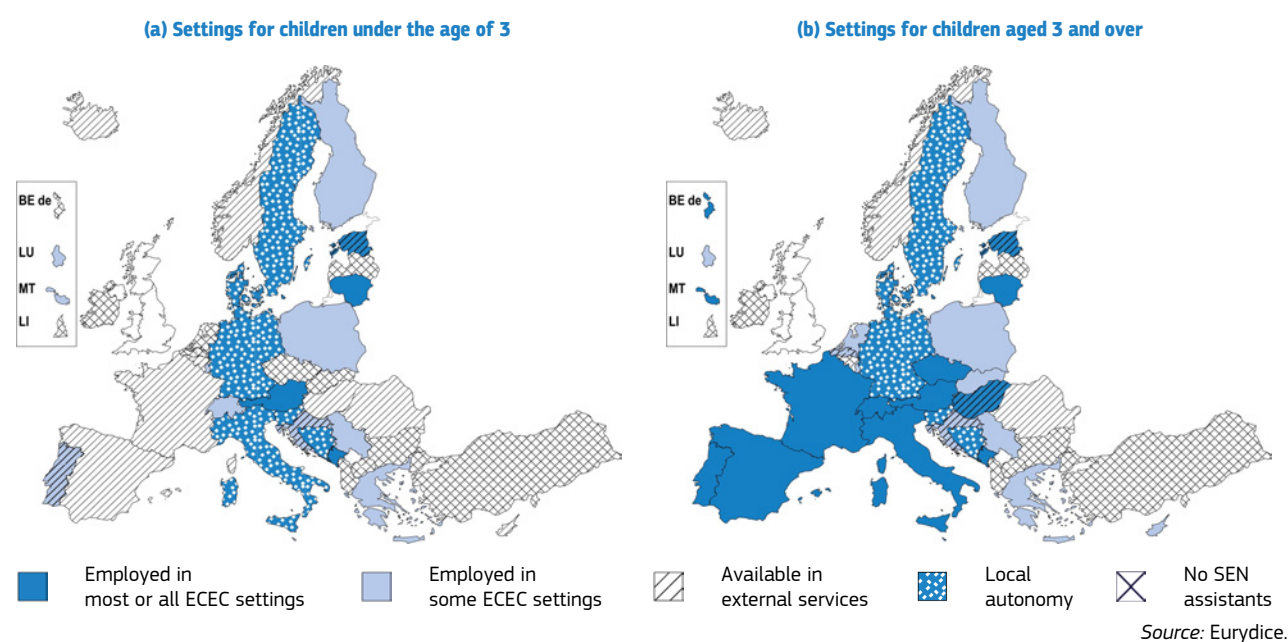 (a) Settings for children under the age of 3
(b) Settings for children aged 3 and over
BE de
LU
MT
LI
BE de
LU
MT
LI
Employed in
most or all ECEC settings
Employed in
some ECEC settings
Available in
external services
Local
autonomy
No SEN
assistants
Source: Eurydice.